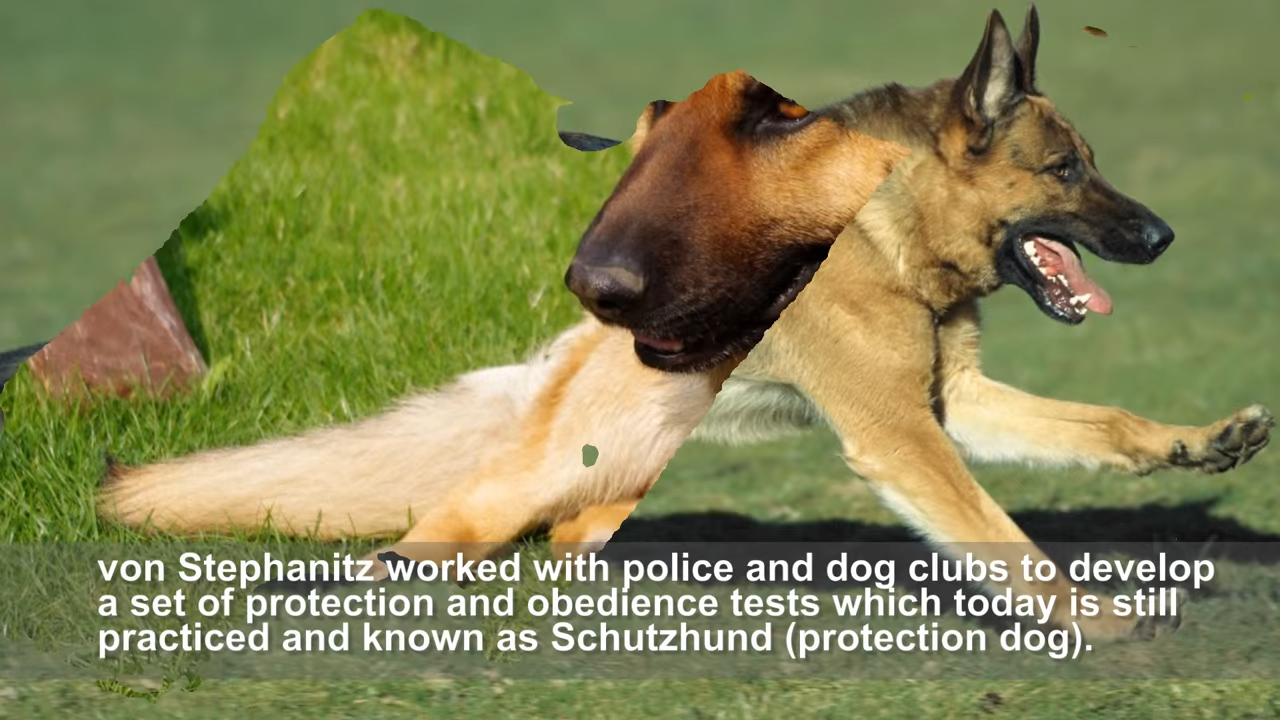 von Stephanitz worked with police and dog clubs to develop
a set of protection and obedience tests which today is still
practiced and known as Schutzhund (protection dog).